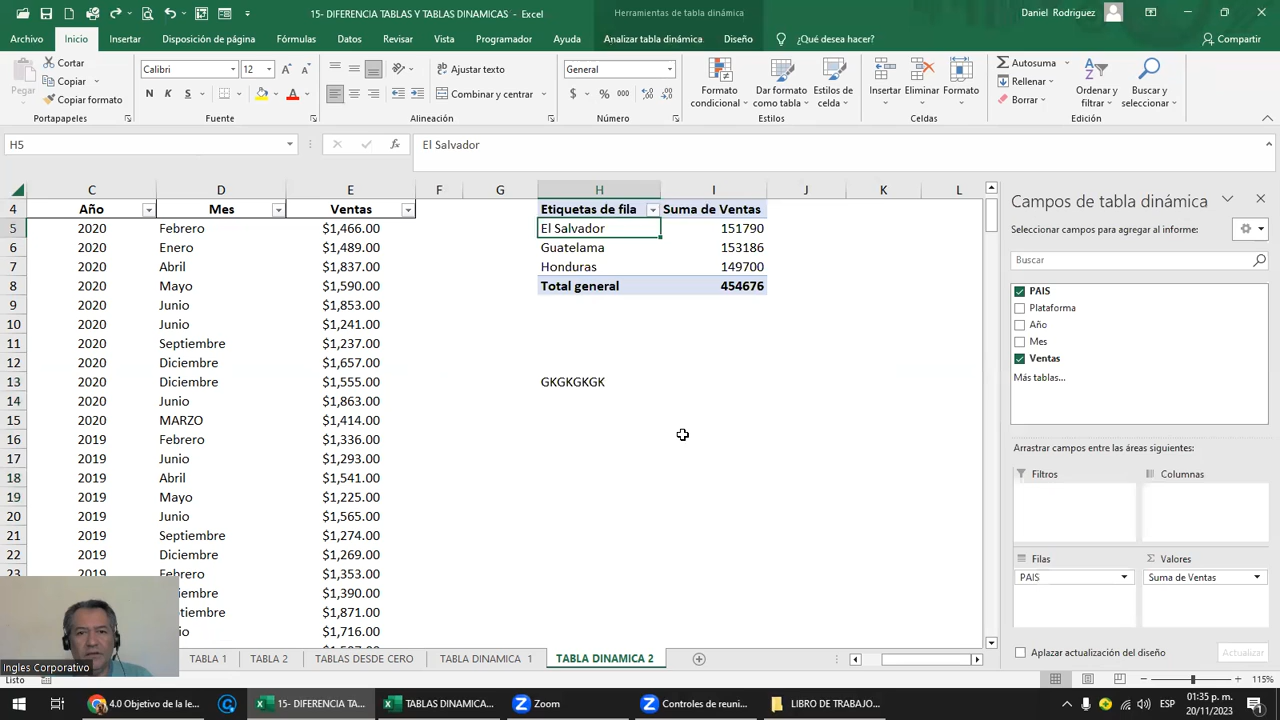 15- DIFERENCIA TABLAS Y TABLAS DINAMICAS - Excel
Herramientas de tabla dinámica
Daniel Rodriguez
Archivo Inicio Insertar Disposición de página Fórmulas Datos Revisar Vista Programador Ayuda Analizar tabla dinámica Diseño ¿Qué desea hacer? Compartir
Pegar
Cortar
Copiar
Copiar formato
Portapapeles
Calibri 12
N K S
Fuente
Ajustar texto
Combinar y centrar
Alineación
General
$ % 000
Número
Formato condicional
Dar formato como tabla
Estilos de celda
Estilos
Insertar Eliminar Formato
Celdas
Autosuma
Rellenar
Borrar
Ordenar y filtrar
Buscar y seleccionar
Edición
H5 fx El Salvador
C D E F G H I J K L
4 Año Mes Ventas Etiquetas de fila Suma de Ventas
5 2020 Febrero $1,466.00 El Salvador 151790
6 2020 Enero $1,489.00 Guatelama 153186
7 2020 Abril $1,837.00 Honduras 149700
8 2020 Mayo $1,590.00 Total general 454676
9 2020 Junio $1,853.00
10 2020 Junio $1,241.00
11 2020 Septiembre $1,237.00
12 2020 Diciembre $1,657.00
13 2020 Diciembre $1,555.00 GKGKGKGK
14 2020 Junio $1,863.00
15 2020 MARZO $1,414.00
16 2019 Febrero $1,336.00
17 2019 Junio $1,293.00
18 2019 Abril $1,541.00
19 2019 Mayo $1,225.00
20 2019 Junio $1,565.00
21 2019 Septiembre $1,274.00
22 2019 Diciembre $1,269.00
23 2019 Febrero $1,353.00
$1,390.00
$1,871.00
$1,716.00
Campos de tabla dinámica
Seleccionar campos para agregar al informe:
Buscar
PAIS
Plataforma
Año
Mes
Ventas
Más tablas...
Arrastrar campos entre las áreas siguientes:
Filtros Columnas
Filas Valores
PAIS Suma de Ventas
Aplazar actualización del diseño Actualizar
Ingles Corporativo
TABLA 1 TABLA 2 TABLAS DESDE CERO TABLA DINAMICA 1 TABLA DINAMICA 2
Listo
115%
4.0 Objetivo de la le... 15- DIFERENCIA TA... TABLAS DINAMICA... Zoom Controles de reuni... LIBRO DE TRABAJO...
ESP
01:35 p. m.
20/11/2023